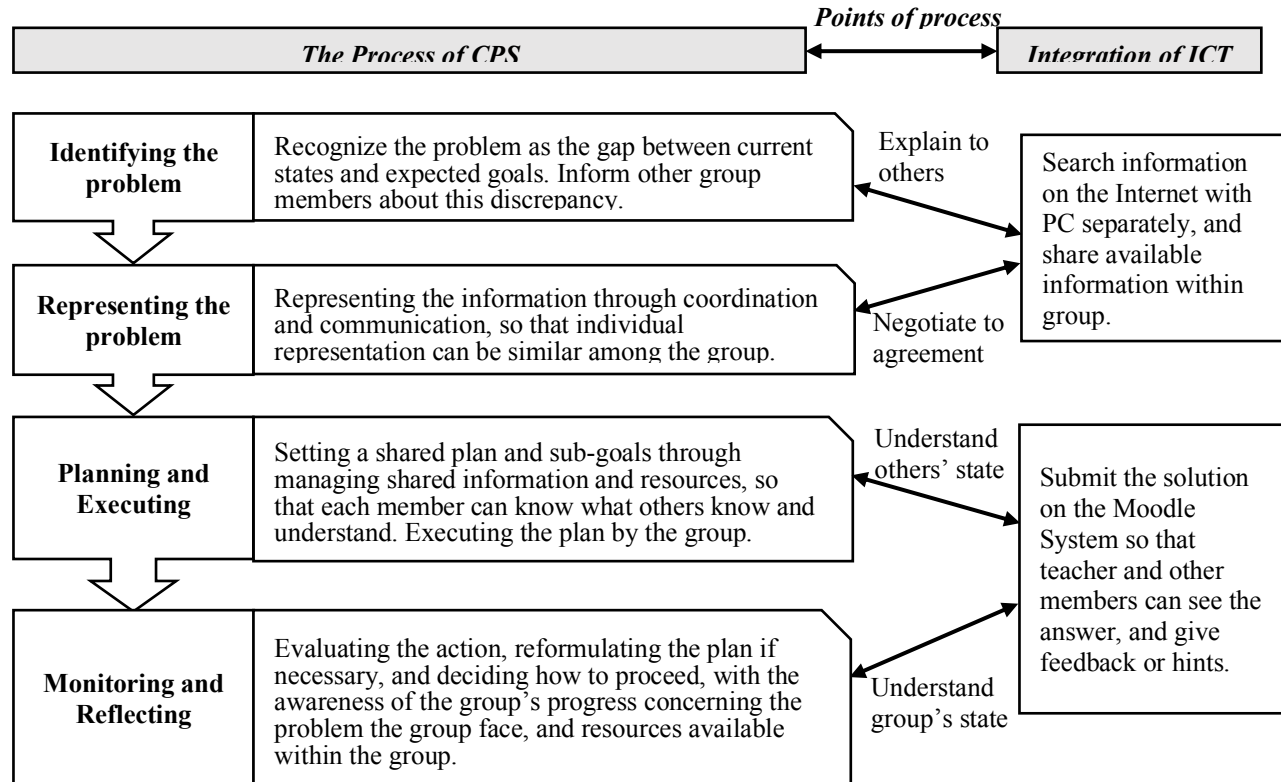 Points of process
The Process of CPS
Integration of ICT
Identifying the
problem
Recognize the problem as the gap between current
states and expected goals. Inform other group
members about this discrepancy.
Explain to
others
Search information
on the Internet with
PC separately, and
share available
information within
group.
Representing the
problem
Representing the information through coordination
and communication, so that individual
representation can be similar among the group.
Negotiate to
agreement
Planning and
Executing
Setting a shared plan and sub-goals through
managing shared information and resources, so
that each member can know what others know and
understand. Executing the plan by the group.
Understand
others’ state
Submit the solution
on the Moodle
System so that
teacher and other
members can see the
answer, and give
feedback or hints.
Monitoring and
Reflecting
Evaluating the action, reformulating the plan if
necessary, and deciding how to proceed, with the
awareness of the group’s progress concerning the
problem the group face, and resources available
within the group.
Understand
group’s state